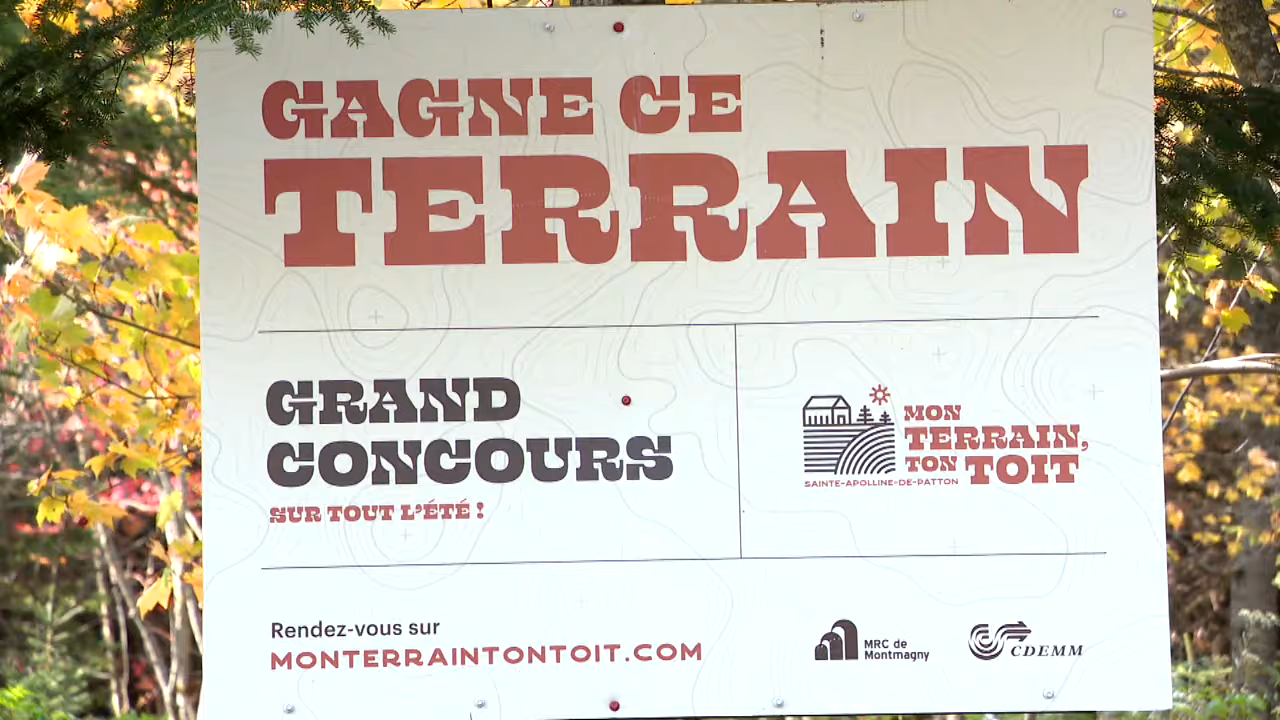 GAGNE CE
TERRAIN
GRAND
CONCOURS
SUR TOUT L'ÉTÉ !
MON
TERRAIN,
TON TOIT
SAINTE-APOLLINE-DE-PATTON
Rendez-vous sur
MONTERRAINTONTOIT.COM
MRC de
Montmagny
CDEMM